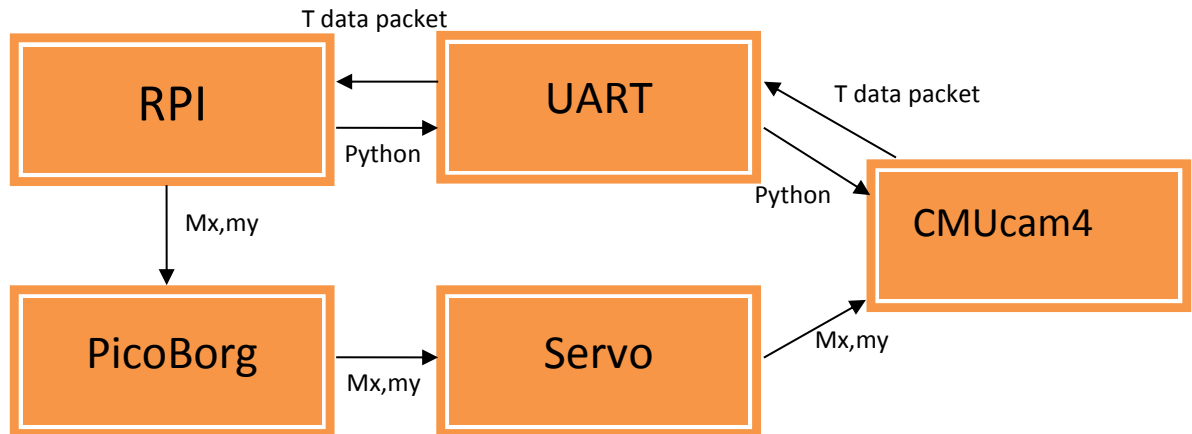 T data packet
RPI
UART
T data packet
Python
Python
CMUcam4
Mx,my
PicoBorg
Servo
Mx,my
Mx,my